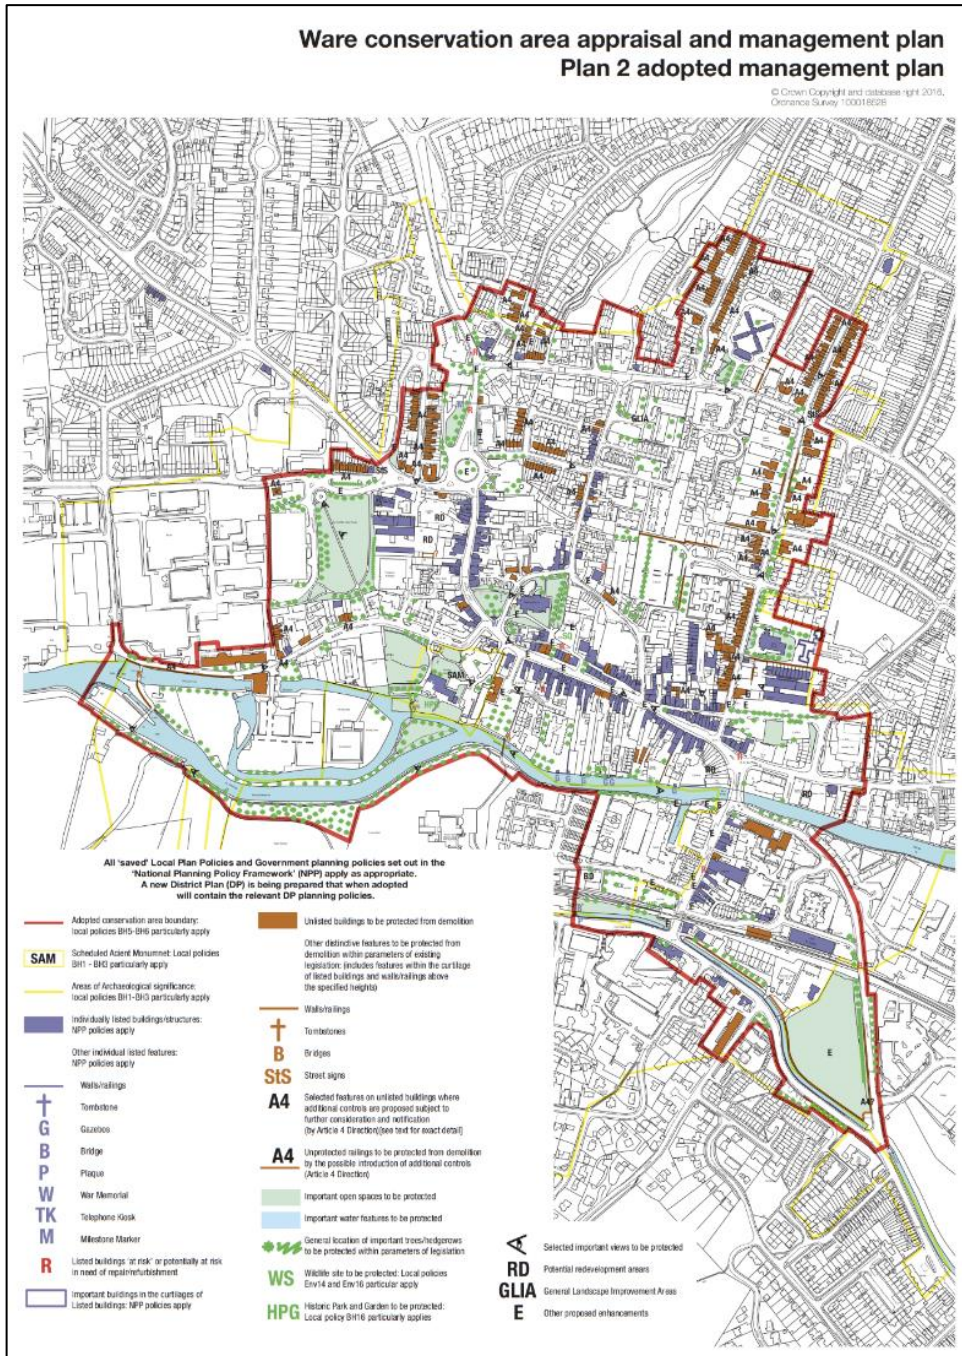 Ware conservation area appraisal and management plan
Plan 2 adopted management plan
© Crown Copyright and database right 2016,
Ordnance Survey 100018528
All 'saved' Local Plan Policies and Government planning policies set out in the
'National Planning Policy Framework' (NPP) apply as appropriate.
A new District Plan (DP) is being prepared that when adopted
will contain the relevant DP planning policies.
Adopted conservation area boundary:
local policies BH5-BH6 particularly apply
SAM
Scheduled Acient Monumnet: Local policies
BH1 - BH3 particularly apply
Areas of Archaeological significance:
local policies BH1-BH3 particularly apply
Individually listed buildings/structures:
NPP policies apply
Other individual listed features:
NPP policies apply
Walls/railings
Tombstone
G
Gazebos
B
Bridge
P
Plaque
W
War Memorial
TK
Telephone Kiosk
M
Milestone Marker
R
Listed buildings 'at risk' or potentially at risk
in need of repair/refurbishment
Important buildings in the curtilages of
Listed buildings: NPP policies apply
Unlisted buildings to be protected from demolition
Other distinctive features to be protected from
demolition within parameters of existing
legislation: (includes features within the curtilage
of listed buildings and walls/railings above
the specified heights)
Walls/railings
Tombstones
B
Bridges
StS
Street signs
A4
Selected features on unlisted buildings where
additional controls are proposed subject to
further consideration and notification
(by Article 4 Direction)[see text for exact detail]
A4
Unprotected railings to be protected from demolition
by the possible introduction of additional controls
(Article 4 Direction)
Important open spaces to be protected
Important water features to be protected
General location of important trees/hedgerows
to be protected within parameters of legislation
WS
Wildlife site to be protected: Local policies
Env14 and Env16 particular apply
HPG
Historic Park and Garden to be protected:
Local policy BH16 particularly applies
Selected important views to be protected
RD
Potential redevelopment areas
GLIA
General Landscape Improvement Areas
E
Other proposed enhancements
GLIA
RD
RD
SAM
HPG
RD
RD
RD
E